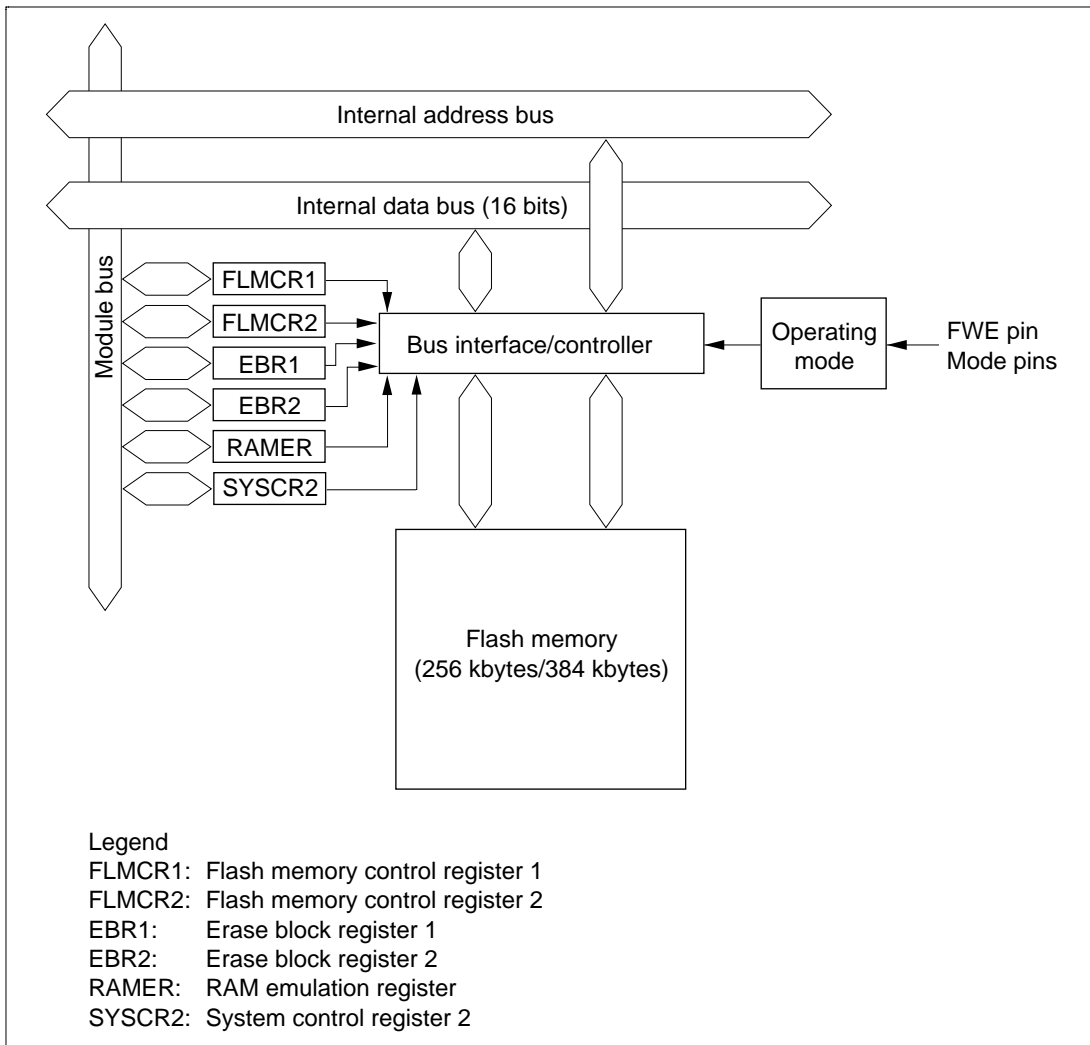 Internal address bus
Internal data bus (16 bits)
Module bus
FLMCR1
FLMCR2
EBR1
EBR2
RAMER
SYSCR2
Bus interface/controller
Operating
mode
FWE pin
Mode pins
Flash memory
(256 kbytes/384 kbytes)
Legend
FLMCR1: Flash memory control register 1
FLMCR2: Flash memory control register 2
EBR1: Erase block register 1
EBR2: Erase block register 2
RAMER: RAM emulation register
SYSCR2: System control register 2